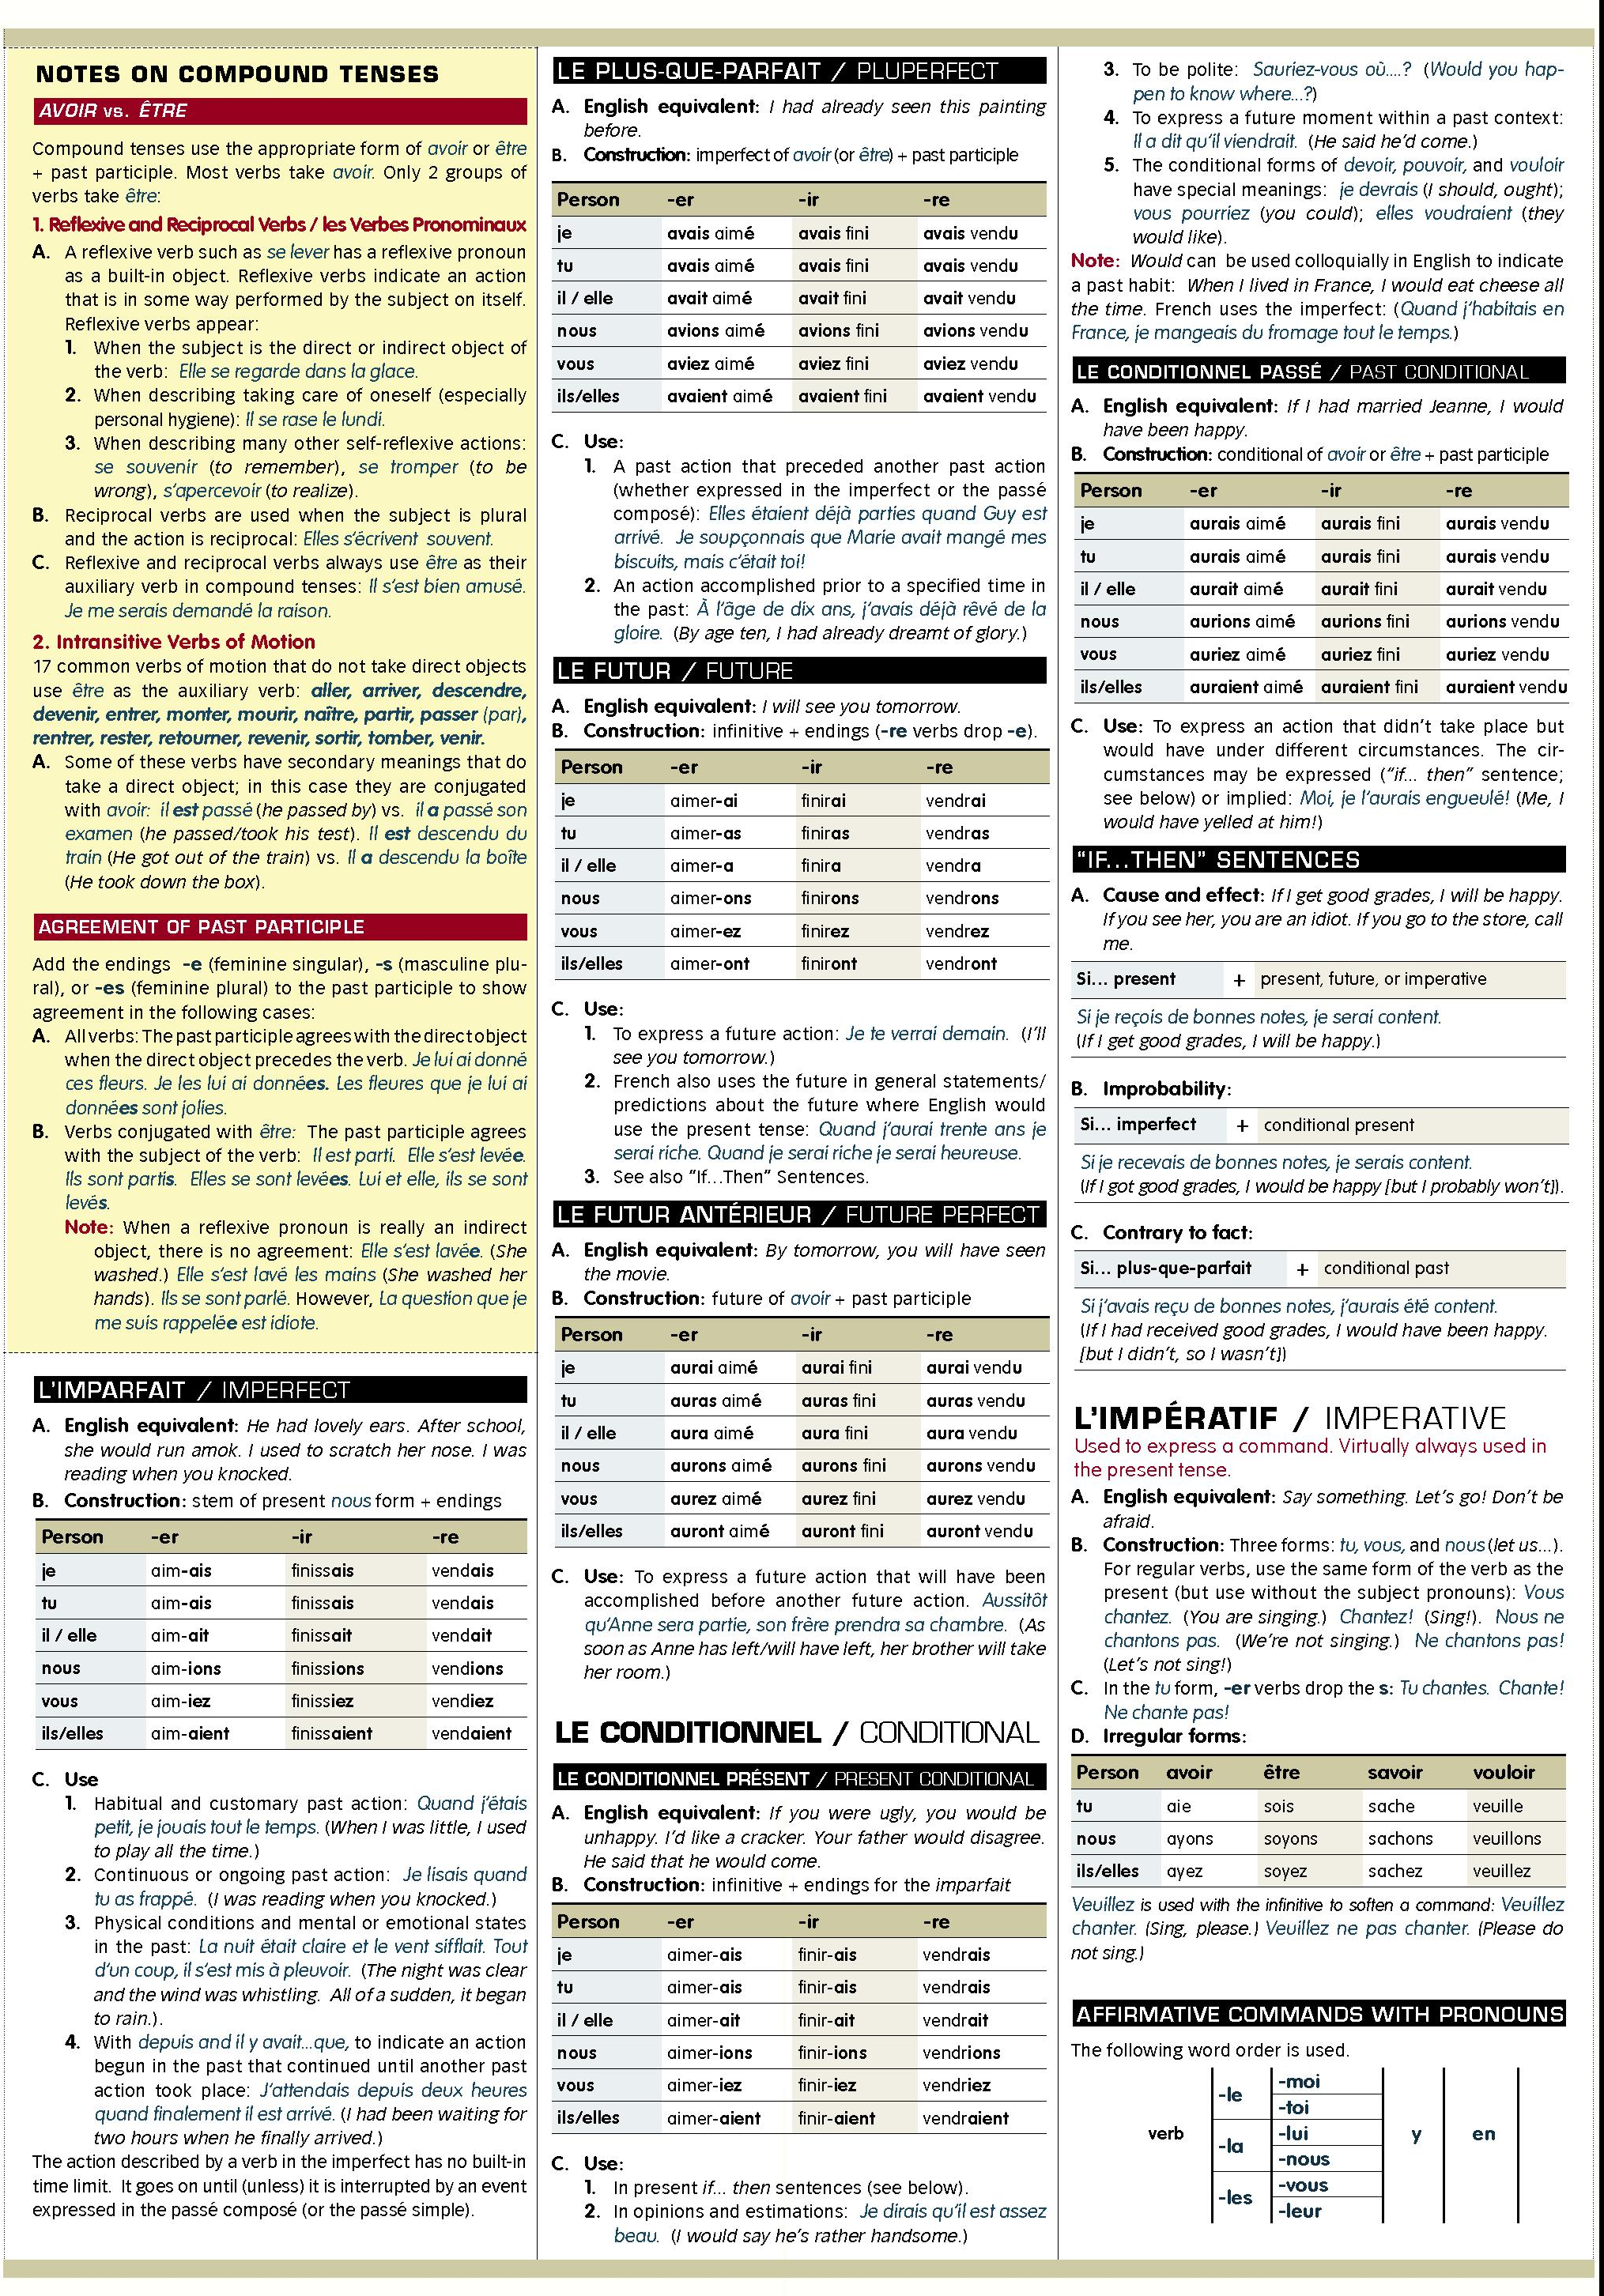 NOTES ON COMPOUND TENSES
AVOIR vs. ÊTRE
Compound tenses use the appropriate form of avoir or être
+ past participle. Most verbs take avoir. Only 2 groups of
verbs take être:
1. Reflexive and Reciprocal Verbs / les Verbes Pronominaux
A. A reflexive verb such as se lever has a reflexive pronoun
as a built-in object. Reflexive verbs indicate an action
that is in some way performed by the subject on itself.
Reflexive verbs appear:
1. When the subject is the direct or indirect object of
the verb: Elle se regarde dans la glace.
2. When describing taking care of oneself (especially
personal hygiene): Il se rase le lundi.
3. When describing many other self-reflexive actions:
se souvenir (to remember), se tromper (to be
wrong), s'apercevoir (to realize).
B. Reciprocal verbs are used when the subject is plural
and the action is reciprocal: Elles s'écrivent souvent.
C. Reflexive and reciprocal verbs always use être as their
auxiliary verb in compound tenses: Il s'est bien amusé.
Je me serais demandé la raison.
2. Intransitive Verbs of Motion
17 common verbs of motion that do not take direct objects
use être as the auxiliary verb: aller, arriver, descendre,
devenir, entrer, monter, mourir, naître, partir, passer (par),
rentrer, rester, retourner, revenir, sortir, tomber, venir.
A. Some of these verbs have secondary meanings that do
take a direct object; in this case they are conjugated
with avoir: il est passé (he passed by) vs. il a passé son
examen (he passed/took his test). Il est descendu du
train (He got out of the train) vs. Il a descendu la boîte
(He took down the box).
AGREEMENT OF PAST PARTICIPLE
Add the endings -e (feminine singular), -s (masculine plu-
ral), or -es (feminine plural) to the past participle to show
agreement in the following cases:
A. All verbs: The past participle agrees with the direct object
when the direct object precedes the verb. Je lui ai donné
ces fleurs. Je les lui ai données. Les fleures que je lui ai
données sont jolies.
B. Verbs conjugated with être: The past participle agrees
with the subject of the verb: Il est parti. Elle s'est levée.
Ils sont partis. Elles se sont levées. Lui et elle, ils se sont
levés.
Note: When a reflexive pronoun is really an indirect
object, there is no agreement: Elle s'est lavée. (She
washed.) Elle s'est lavé les mains (She washed her
hands). Ils se sont parlé. However, La question que je
me suis rappelée est idiote.
L'IMPARFAIT / IMPERFECT
A. English equivalent: He had lovely ears. After school,
she would run amok. I used to scratch her nose. I was
reading when you knocked.
B. Construction: stem of present nous form + endings
Person -er -ir -re
je aim-ais finissais vendais
tu aim-ais finissais vendais
il / elle aim-ait finissait vendait
nous aim-ions finissions vendions
vous aim-iez finissiez vendiez
ils/elles aim-aient finissaient vendaient
C. Use
1. Habitual and customary past action: Quand j'étais
petit, je jouais tout le temps. (When I was little, I used
to play all the time.)
2. Continuous or ongoing past action: Je lisais quand
tu as frappé. (I was reading when you knocked.)
3. Physical conditions and mental or emotional states
in the past: La nuit était claire et le vent sifflait. Tout
d'un coup, il s'est mis à pleuvoir. (The night was clear
and the wind was whistling. All of a sudden, it began
to rain.).
4. With depuis and il y avait...que, to indicate an action
begun in the past that continued until another past
action took place: J'attendais depuis deux heures
quand finalement il est arrivé. (I had been waiting for
two hours when he finally arrived.)
The action described by a verb in the imperfect has no built-in
time limit. It goes on until (unless) it is interrupted by an event
expressed in the passé composé (or the passé simple).
LE PLUS-QUE-PARFAIT / PLUPERFECT
A. English equivalent: I had already seen this painting
before.
B. Construction: imperfect of avoir (or être) + past participle
Person -er -ir -re
je avais aimé avais fini avais vendu
tu avais aimé avais fini avais vendu
il / elle avait aimé avait fini avait vendu
nous avions aimé avions fini avions vendu
vous aviez aimé aviez fini aviez vendu
ils/elles avaient aimé avaient fini avaient vendu
C. Use:
1. A past action that preceded another past action
(whether expressed in the imperfect or the passé
composé): Elles étaient déjà parties quand Guy est
arrivé. Je soupçonnais que Marie avait mangé mes
biscuits, mais c'était toi!
2. An action accomplished prior to a specified time in
the past: À l'âge de dix ans, j'avais déjà rêvé de la
gloire. (By age ten, I had already dreamt of glory.)
LE FUTUR / FUTURE
A. English equivalent: I will see you tomorrow.
B. Construction: infinitive + endings (-re verbs drop -e).
Person -er -ir -re
je aimer-ai finirai vendrai
tu aimer-as finiras vendras
il / elle aimer-a finira vendra
nous aimer-ons finirons vendrons
vous aimer-ez finirez vendrez
ils/elles aimer-ont finiront vendront
C. Use:
1. To express a future action: Je te verrai demain. (I'll
see you tomorrow.)
2. French also uses the future in general statements/
predictions about the future where English would
use the present tense: Quand j'aurai trente ans je
serai riche. Quand je serai riche je serai heureuse.
3. See also "If...Then" Sentences.
LE FUTUR ANTÉRIEUR / FUTURE PERFECT
A. English equivalent: By tomorrow, you will have seen
the movie.
B. Construction: future of avoir + past participle
Person -er -ir -re
je aurai aimé aurai fini aurai vendu
tu auras aimé auras fini auras vendu
il / elle aura aimé aura fini aura vendu
nous aurons aimé aurons fini aurons vendu
vous aurez aimé aurez fini aurez vendu
ils/elles auront aimé auront fini auront vendu
C. Use: To express a future action that will have been
accomplished before another future action. Aussitôt
qu'Anne sera partie, son frère prendra sa chambre. (As
soon as Anne has left/will have left, her brother will take
her room.)
LE CONDITIONNEL / CONDITIONAL
LE CONDITIONNEL PRÉSENT / PRESENT CONDITIONAL
A. English equivalent: If you were ugly, you would be
unhappy. I'd like a cracker. Your father would disagree.
He said that he would come.
B. Construction: infinitive + endings for the imparfait
Person -er -ir -re
je aimer-ais finir-ais vendrais
tu aimer-ais finir-ais vendrais
il / elle aimer-ait finir-ait vendrait
nous aimer-ions finir-ions vendrions
vous aimer-iez finir-iez vendriez
ils/elles aimer-aient finir-aient vendraient
C. Use:
1. In present if... then sentences (see below).
2. In opinions and estimations: Je dirais qu'il est assez
beau. (I would say he's rather handsome.)
3. To be polite: Sauriez-vous où....? (Would you hap-
pen to know where...?)
4. To express a future moment within a past context:
Il a dit qu'il viendrait. (He said he'd come.)
5. The conditional forms of devoir, pouvoir, and vouloir
have special meanings: je devrais (I should, ought);
vous pourriez (you could); elles voudraient (they
would like).
Note: Would can be used colloquially in English to indicate
a past habit: When I lived in France, I would eat cheese all
the time. French uses the imperfect: (Quand j'habitais en
France, je mangeais du fromage tout le temps.)
LE CONDITIONNEL PASSÉ / PAST CONDITIONAL
A. English equivalent: If I had married Jeanne, I would
have been happy.
B. Construction: conditional of avoir or être + past participle
Person -er -ir -re
je aurais aimé aurais fini aurais vendu
tu aurais aimé aurais fini aurais vendu
il / elle aurait aimé aurait fini aurait vendu
nous aurions aimé aurions fini aurions vendu
vous auriez aimé auriez fini auriez vendu
ils/elles auraient aimé auraient fini auraient vendu
C. Use: To express an action that didn't take place but
would have under different circumstances. The cir-
cumstances may be expressed ("if... then" sentence;
see below) or implied: Moi, je l'aurais engueulé! (Me, I
would have yelled at him!)
"IF...THEN" SENTENCES
A. Cause and effect: If I get good grades, I will be happy.
If you see her, you are an idiot. If you go to the store, call
me.
Si... present + present, future, or imperative
Si je reçois de bonnes notes, je serai content.
(If I get good grades, I will be happy.)
B. Improbability:
Si... imperfect + conditional present
Si je recevais de bonnes notes, je serais content.
(If I got good grades, I would be happy [but I probably won't]).
C. Contrary to fact:
Si... plus-que-parfait + conditional past
Si j'avais reçu de bonnes notes, j'aurais été content.
(If I had received good grades, I would have been happy.
[but I didn't, so I wasn't])
L'IMPÉRATIF / IMPERATIVE
Used to express a command. Virtually always used in
the present tense.
A. English equivalent: Say something. Let's go! Don't be
afraid.
B. Construction: Three forms: tu, vous, and nous (let us...).
For regular verbs, use the same form of the verb as the
present (but use without the subject pronouns): Vous
chantez. (You are singing.) Chantez! (Sing!). Nous ne
chantons pas. (We're not singing.) Ne chantons pas!
(Let's not sing!)
C. In the tu form, -er verbs drop the s: Tu chantes. Chante!
Ne chante pas!
D. Irregular forms:
Person avoir être savoir vouloir
tu aie sois sache veuille
nous ayons soyons sachons veuillons
ils/elles ayez soyez sachez veuillez
Veuillez is used with the infinitive to soften a command: Veuillez
chanter. (Sing, please.) Veuillez ne pas chanter. (Please do
not sing.)
AFFIRMATIVE COMMANDS WITH PRONOUNS
The following word order is used.
-moi
-le
-toi
verb -lui y en
-la
-nous
-vous
-les
-leur